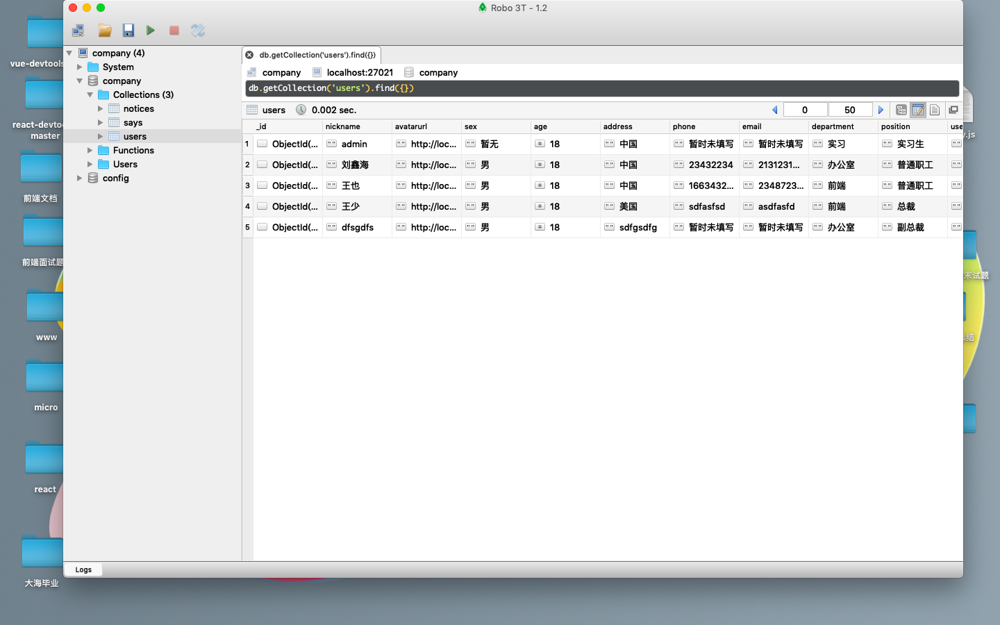 Robo 3T - 1.2
company (4)
System
company
Collections (3)
notices
says
users
Functions
Users
config
db.getCollection('users').find({})
company localhost:27021 company
db.getCollection('users').find({})
users 0.002 sec. 0 50
_id nickname avatarurl sex age address phone email department position use
1 ObjectId(... admin http://loc... 暂无 18 中国 暂时未填写 暂时未填写 实习 实习生
2 ObjectId(... 刘鑫海 http://loc... 男 18 中国 23432234 2131231... 办公室 普通职工
3 ObjectId(... 王也 http://loc... 男 18 中国 1663432... 2348723... 前端 普通职工
4 ObjectId(... 王少 http://loc... 男 18 美国 sdfasfsd asdfasfd 前端 总裁
5 ObjectId(... dfsgdfs http://loc... 男 18 sdfgsdfg 暂时未填写 暂时未填写 办公室 副总裁
Logs
vue-devtools
react-devto
master
前端文档
前端面试题
www
micro
react
大海毕业
y.js
末试题
结